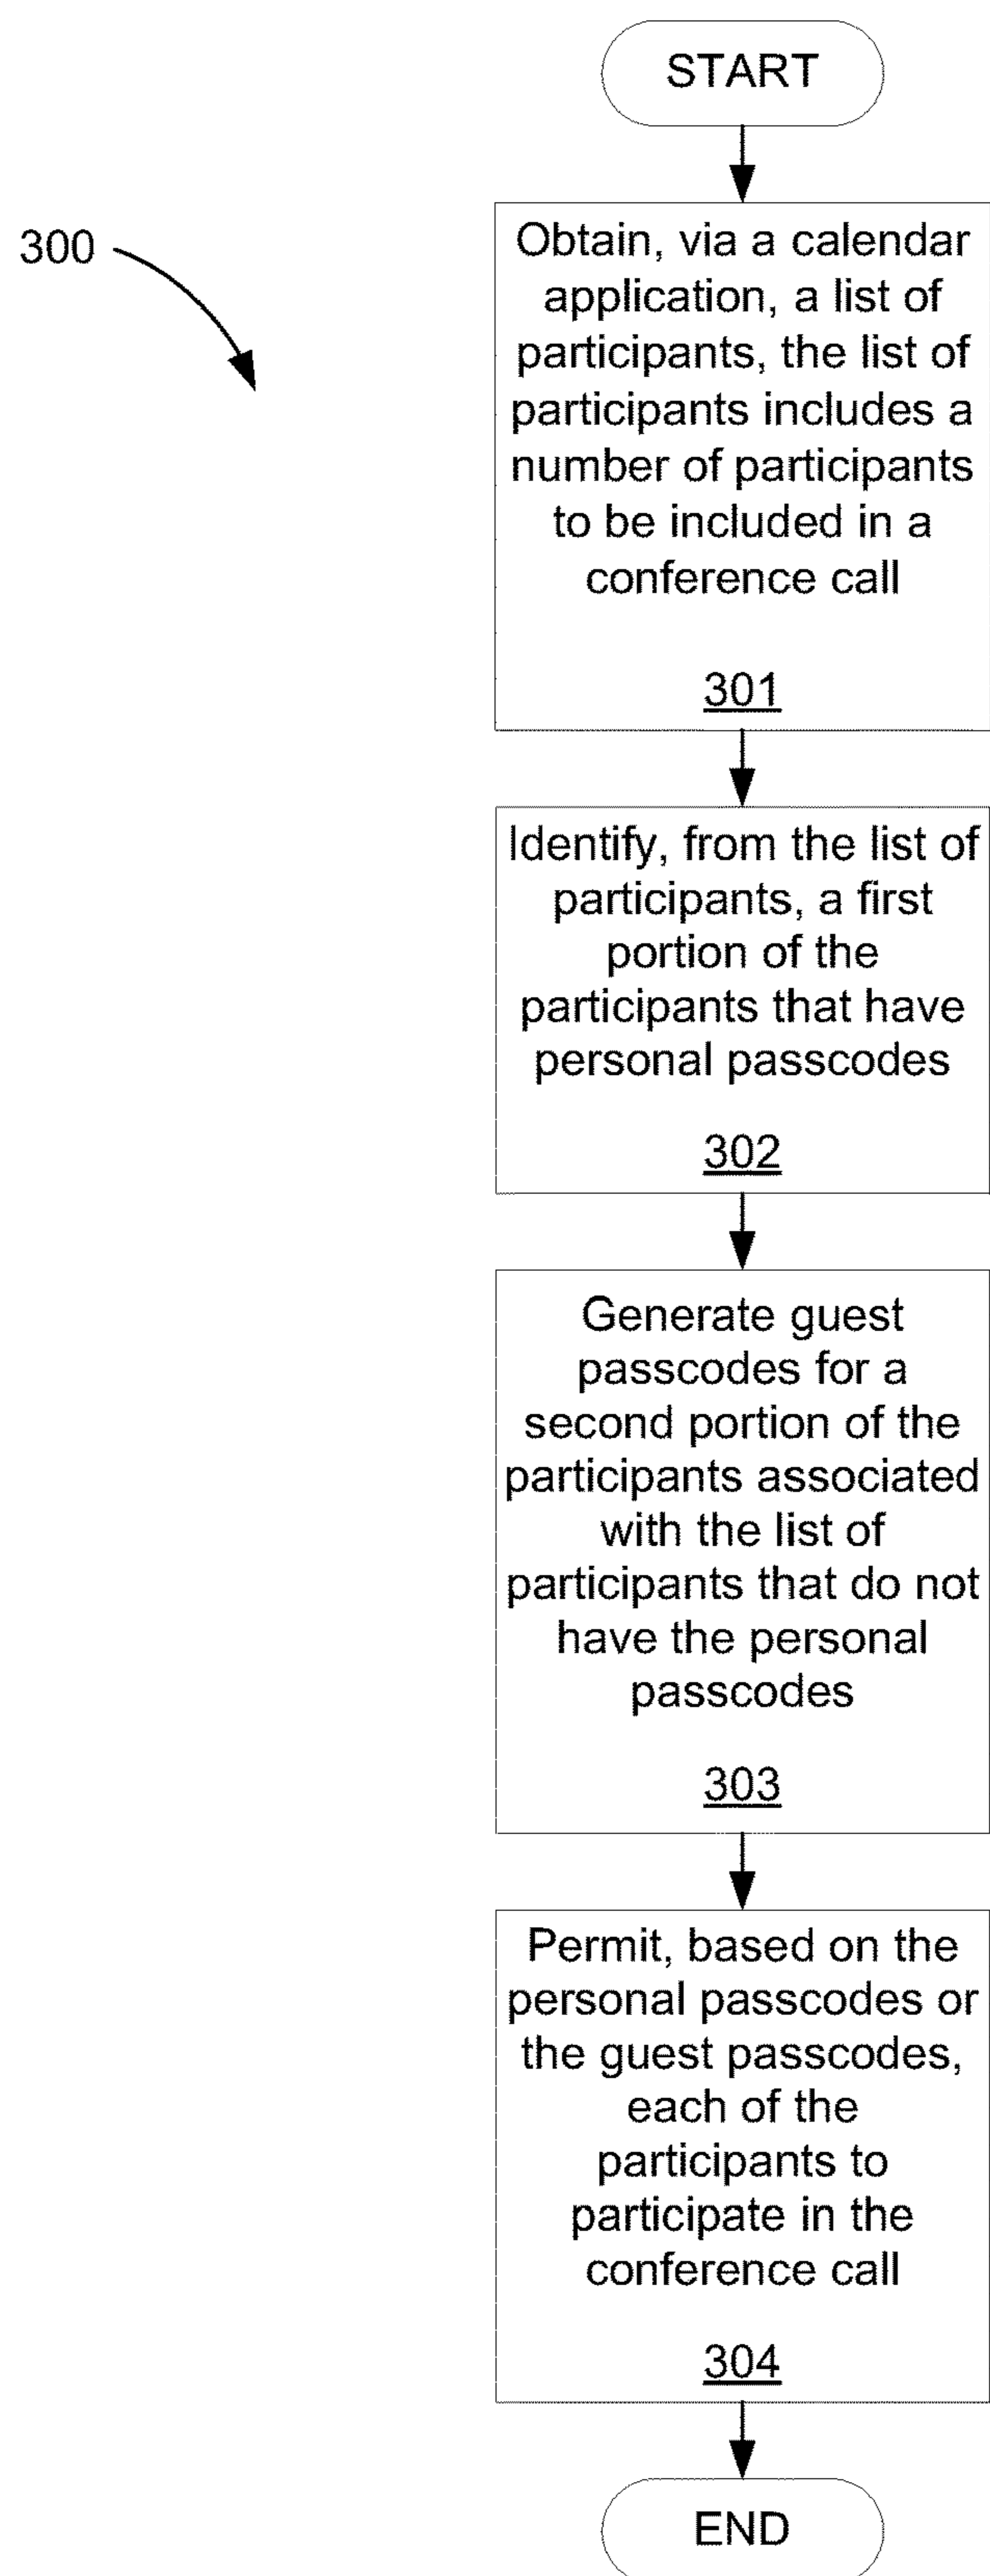 START
300
Obtain, via a calendar
application, a list of
participants, the list of
participants includes a
number of participants
to be included in a
conference call
301
Identify, from the list of
participants, a first
portion of the
participants that have
personal passcodes
302
Generate guest
passcodes for a
second portion of the
participants associated
with the list of
participants that do not
have the personal
passcodes
303
Permit, based on the
personal passcodes or
the guest passcodes,
each of the
participants to
participate in the
conference call
304
END